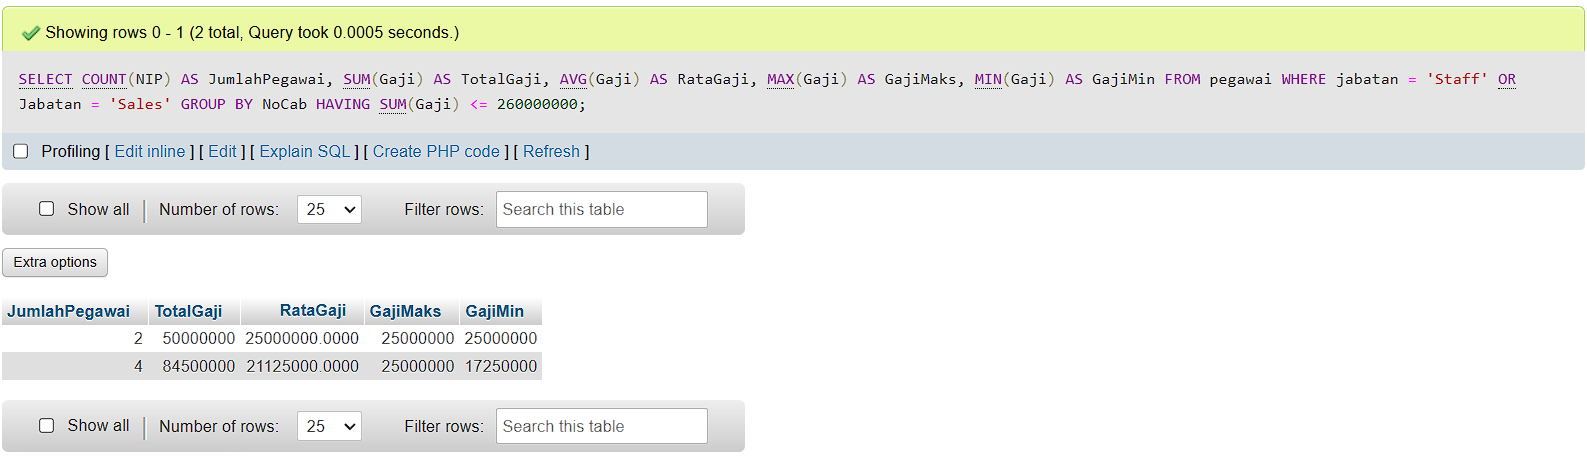 Showing rows 0 - 1 (2 total, Query took 0.0005 seconds.)
SELECT COUNT(NIP) AS JumlahPegawai, SUM(Gaji) AS TotalGaji, AVG(Gaji) AS RataGaji, MAX(Gaji) AS GajiMaks, MIN(Gaji) AS GajiMin FROM pegawai WHERE jabatan = 'Staff' OR
Jabatan = 'Sales' GROUP BY NoCab HAVING SUM(Gaji) <= 260000000;
Profiling [ Edit inline ] [ Edit ] [ Explain SQL ] [ Create PHP code ] [ Refresh ]
Show all Number of rows: 25 Filter rows: Search this table
Extra options
JumlahPegawai TotalGaji RataGaji GajiMaks GajiMin
2 50000000 25000000.0000 25000000 25000000
4 84500000 21125000.0000 25000000 17250000
Show all Number of rows: 25 Filter rows: Search this table